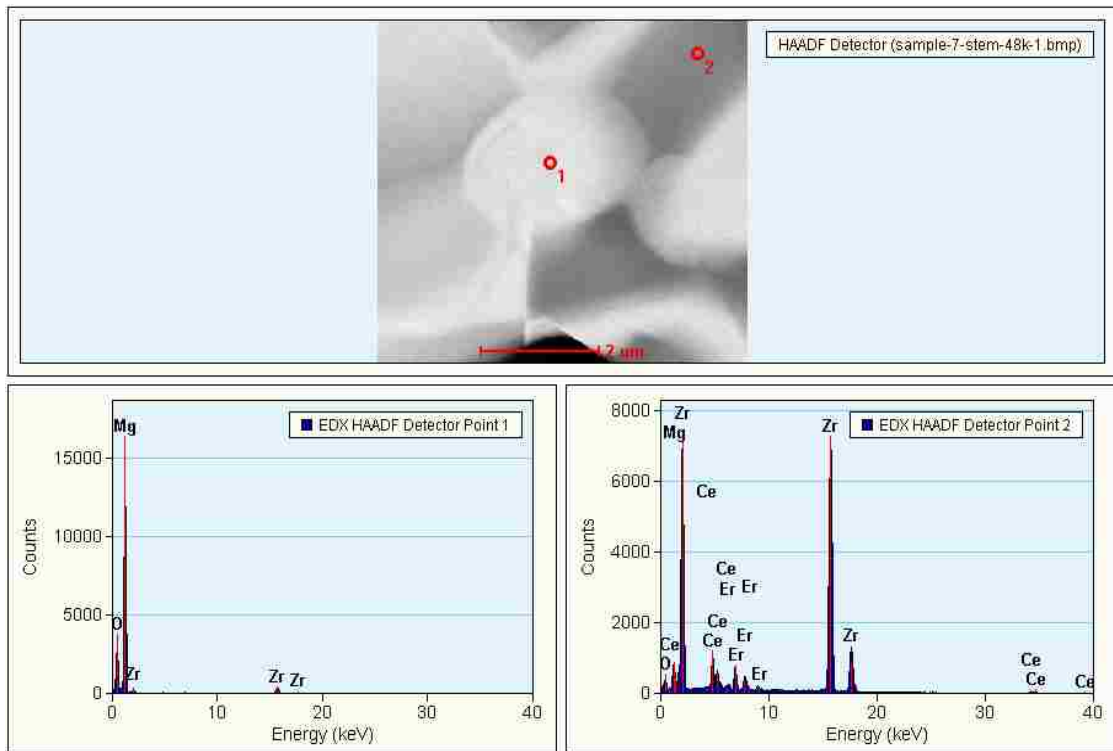 HAADF Detector (sample-7-stem-48k-1.bmp)
2
1
2 um
EDX HAADF Detector Point 1
Mg
O
Zr
Zr
Zr
15000
10000
5000
0
Counts
0
10
20
30
40
Energy (keV)
EDX HAADF Detector Point 2
Zr
Mg
Zr
Ce
Ce
Er
Er
Ce
Ce
Ce
Er
Er
Zr
O
Er
Ce
Ce
Ce
8000
6000
4000
2000
0
Counts
0
10
20
30
40
Energy (keV)